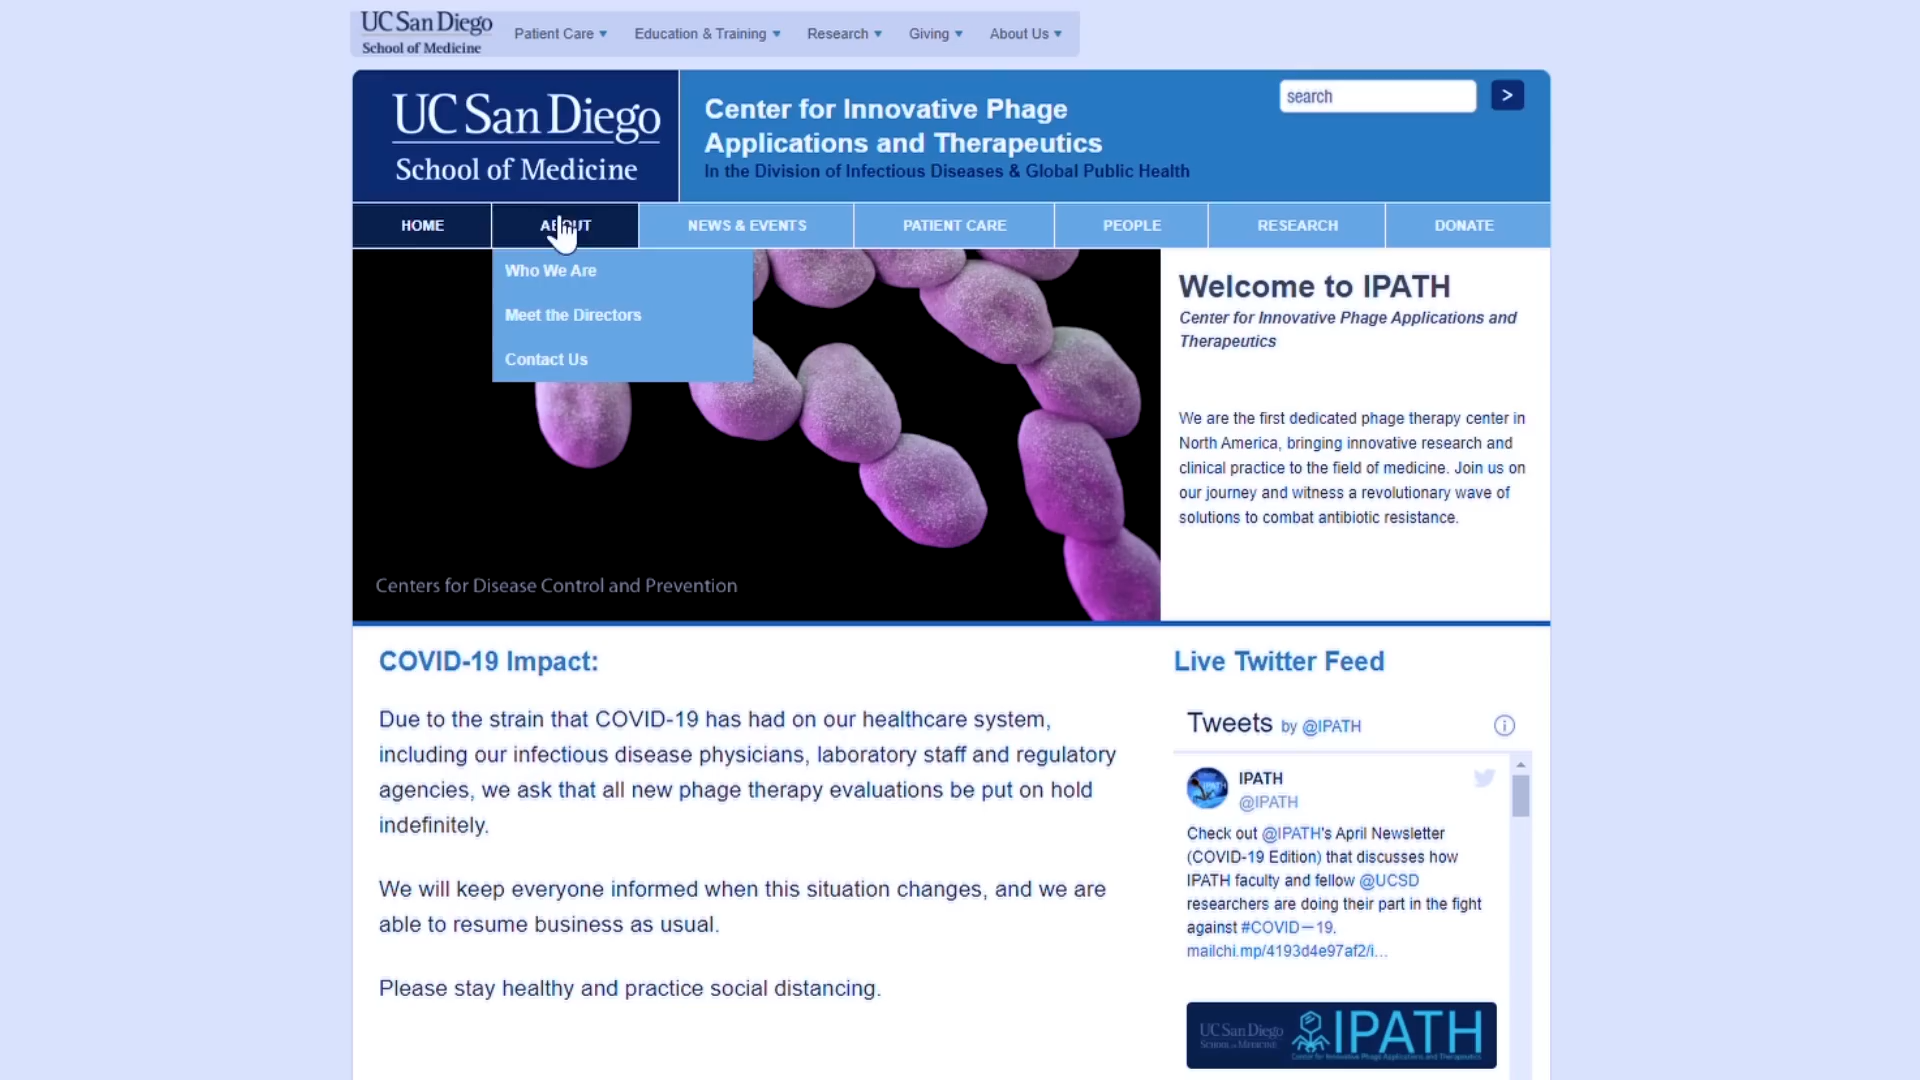 UC San Diego
School of Medicine
Patient Care
Education & Training
Research
Giving
About Us
UC San Diego
School of Medicine
Center for Innovative Phage
Applications and Therapeutics
In the Division of Infectious Diseases & Global Public Health
search
>
HOME
ABOUT
NEWS & EVENTS
PATIENT CARE
PEOPLE
RESEARCH
DONATE
Who We Are
Meet the Directors
Contact Us
Centers for Disease Control and Prevention
Welcome to IPATH
Center for Innovative Phage Applications and
Therapeutics
We are the first dedicated phage therapy center in
North America, bringing innovative research and
clinical practice to the field of medicine. Join us on
our journey and witness a revolutionary wave of
solutions to combat antibiotic resistance.
COVID-19 Impact:
Due to the strain that COVID-19 has had on our healthcare system,
including our infectious disease physicians, laboratory staff and regulatory
agencies, we ask that all new phage therapy evaluations be put on hold
indefinitely.
We will keep everyone informed when this situation changes, and we are
able to resume business as usual.
Please stay healthy and practice social distancing.
Live Twitter Feed
Tweets by @IPATH
IPATH
@IPATH
Check out @IPATH's April Newsletter
(COVID-19 Edition) that discusses how
IPATH faculty and fellow @UCSD
researchers are doing their part in the fight
against #COVID—19.
mailchi.mp/4193d4e97af2/i...
UC San Diego
School of Medicine
IPATH
Center for Innovative Phage Applications and Therapeutics